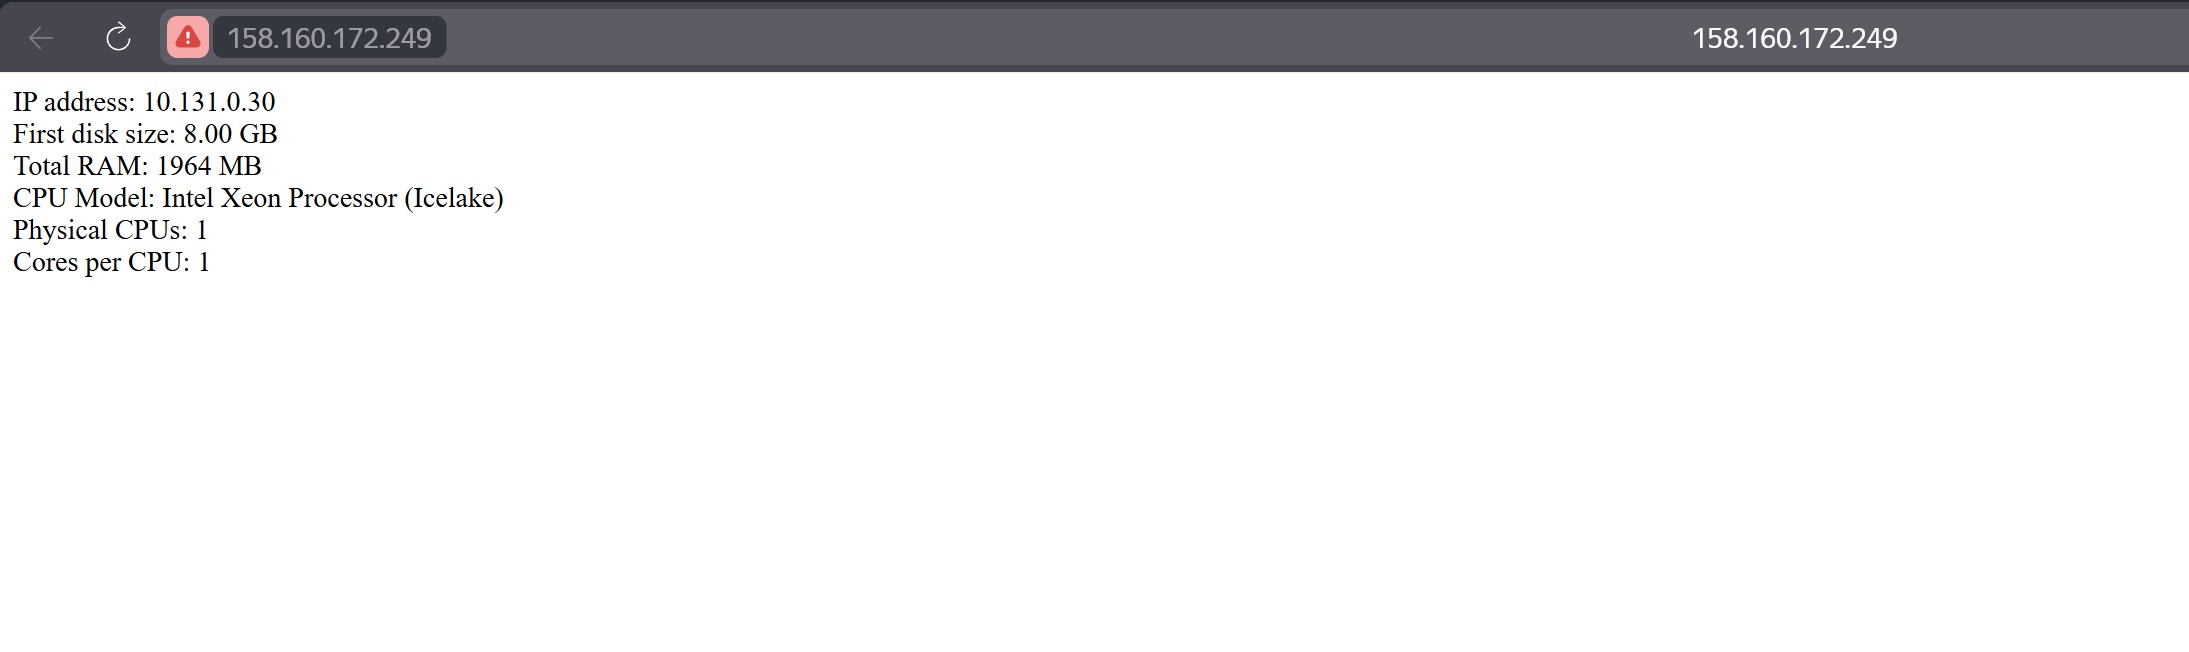 158.160.172.249 158.160.172.249
IP address: 10.131.0.30
First disk size: 8.00 GB
Total RAM: 1964 MB
CPU Model: Intel Xeon Processor (Icelake)
Physical CPUs: 1
Cores per CPU: 1